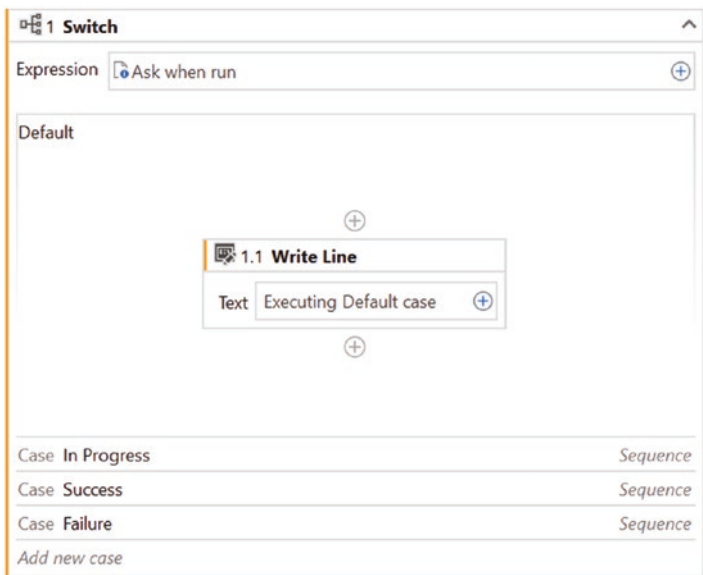 1 Switch
Expression Ask when run
Default
1.1 Write Line
Text Executing Default case
Case In Progress Sequence
Case Success Sequence
Case Failure Sequence
Add new case